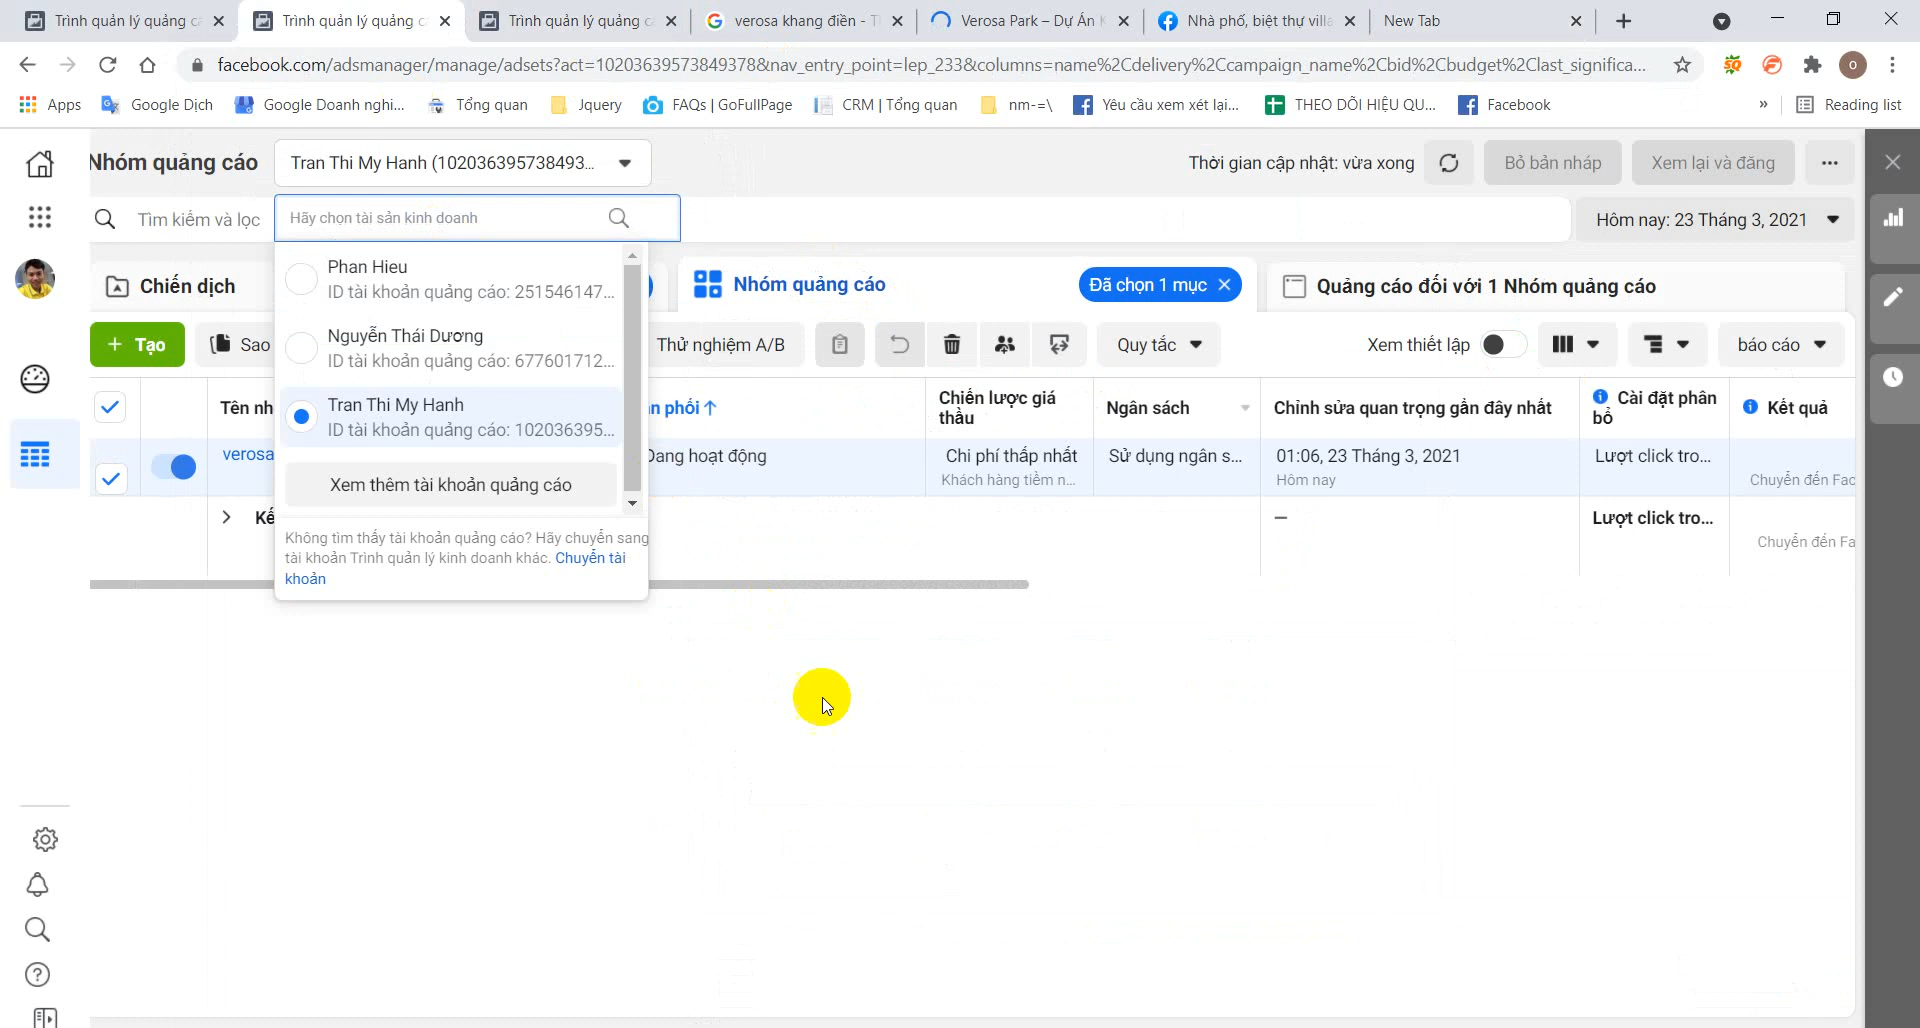 Trình quản lý quảng c
Trình quản lý quảng c
Trình quản lý quảng c
verosa khang điền - T
Verosa Park – Dự Án
Nhà phố, biệt thự villa
New Tab
facebook.com/adsmanager/manage/adsets?act=10203639573849378&nav_entry_point=lep_233&columns=name%2Cdelivery%2Ccampaign_name%2Cbid%2Cbudget%2Clast_significa...
O
Apps
Google Dịch
Google Doanh nghi...
Tổng quan
Jquery
FAQs | GoFullPage
CRM | Tổng quan
nm-=\
Yêu cầu xem xét lại...
THEO DÕI HIỆU QU...
Facebook
»
Reading list
Nhóm quảng cáo
Tran Thi My Hanh (102036395738493...
Thời gian cập nhật: vừa xong
Bỏ bản nháp
Xem lại và đăng
Tìm kiếm và lọc
Hãy chọn tài sản kinh doanh
Hôm nay: 23 Tháng 3, 2021
Phan Hieu
ID tài khoản quảng cáo: 251546147...
Nguyễn Thái Dương
ID tài khoản quảng cáo: 677601712...
Tran Thi My Hanh
ID tài khoản quảng cáo: 102036395...
Xem thêm tài khoản quảng cáo
Không tìm thấy tài khoản quảng cáo? Hãy chuyển sang
tài khoản Trình quản lý kinh doanh khác. Chuyển tài
khoản
Chiến dịch
Nhóm quảng cáo
Đã chọn 1 mục
Quảng cáo đối với 1 Nhóm quảng cáo
+ Tạo
Sao
Thử nghiệm A/B
Quy tắc
Xem thiết lập
báo cáo
Tên nh
n phối ↑
Chiến lược giá
thầu
Ngân sách
Chỉnh sửa quan trọng gần đây nhất
Cài đặt phân
bổ
Kết quả
verosa
Đang hoạt động
Chi phí thấp nhất
Khách hàng tiềm n...
Sử dụng ngân s...
01:06, 23 Tháng 3, 2021
Hôm nay
Lượt click tro...
Chuyển đến Fac
Kế
—
Lượt click tro...
Chuyển đến Fa